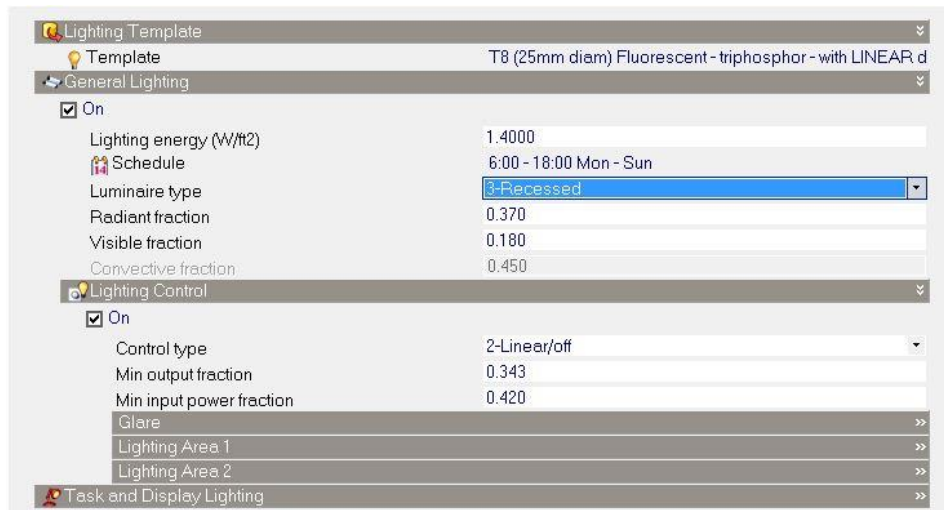 Lighting Template
Template T8 (25mm diam) Fluorescent - triphosphor - with LINEAR d
General Lighting
On
Lighting energy (W/ft2) 1.4000
14 Schedule 6:00 - 18:00 Mon - Sun
Luminaire type 3-Recessed
Radiant fraction 0.370
Visible fraction 0.180
Convective fraction 0.450
Lighting Control
On
Control type 2-Linear/off
Min output fraction 0.343
Min input power fraction 0.420
Glare
Lighting Area 1
Lighting Area 2
Task and Display Lighting